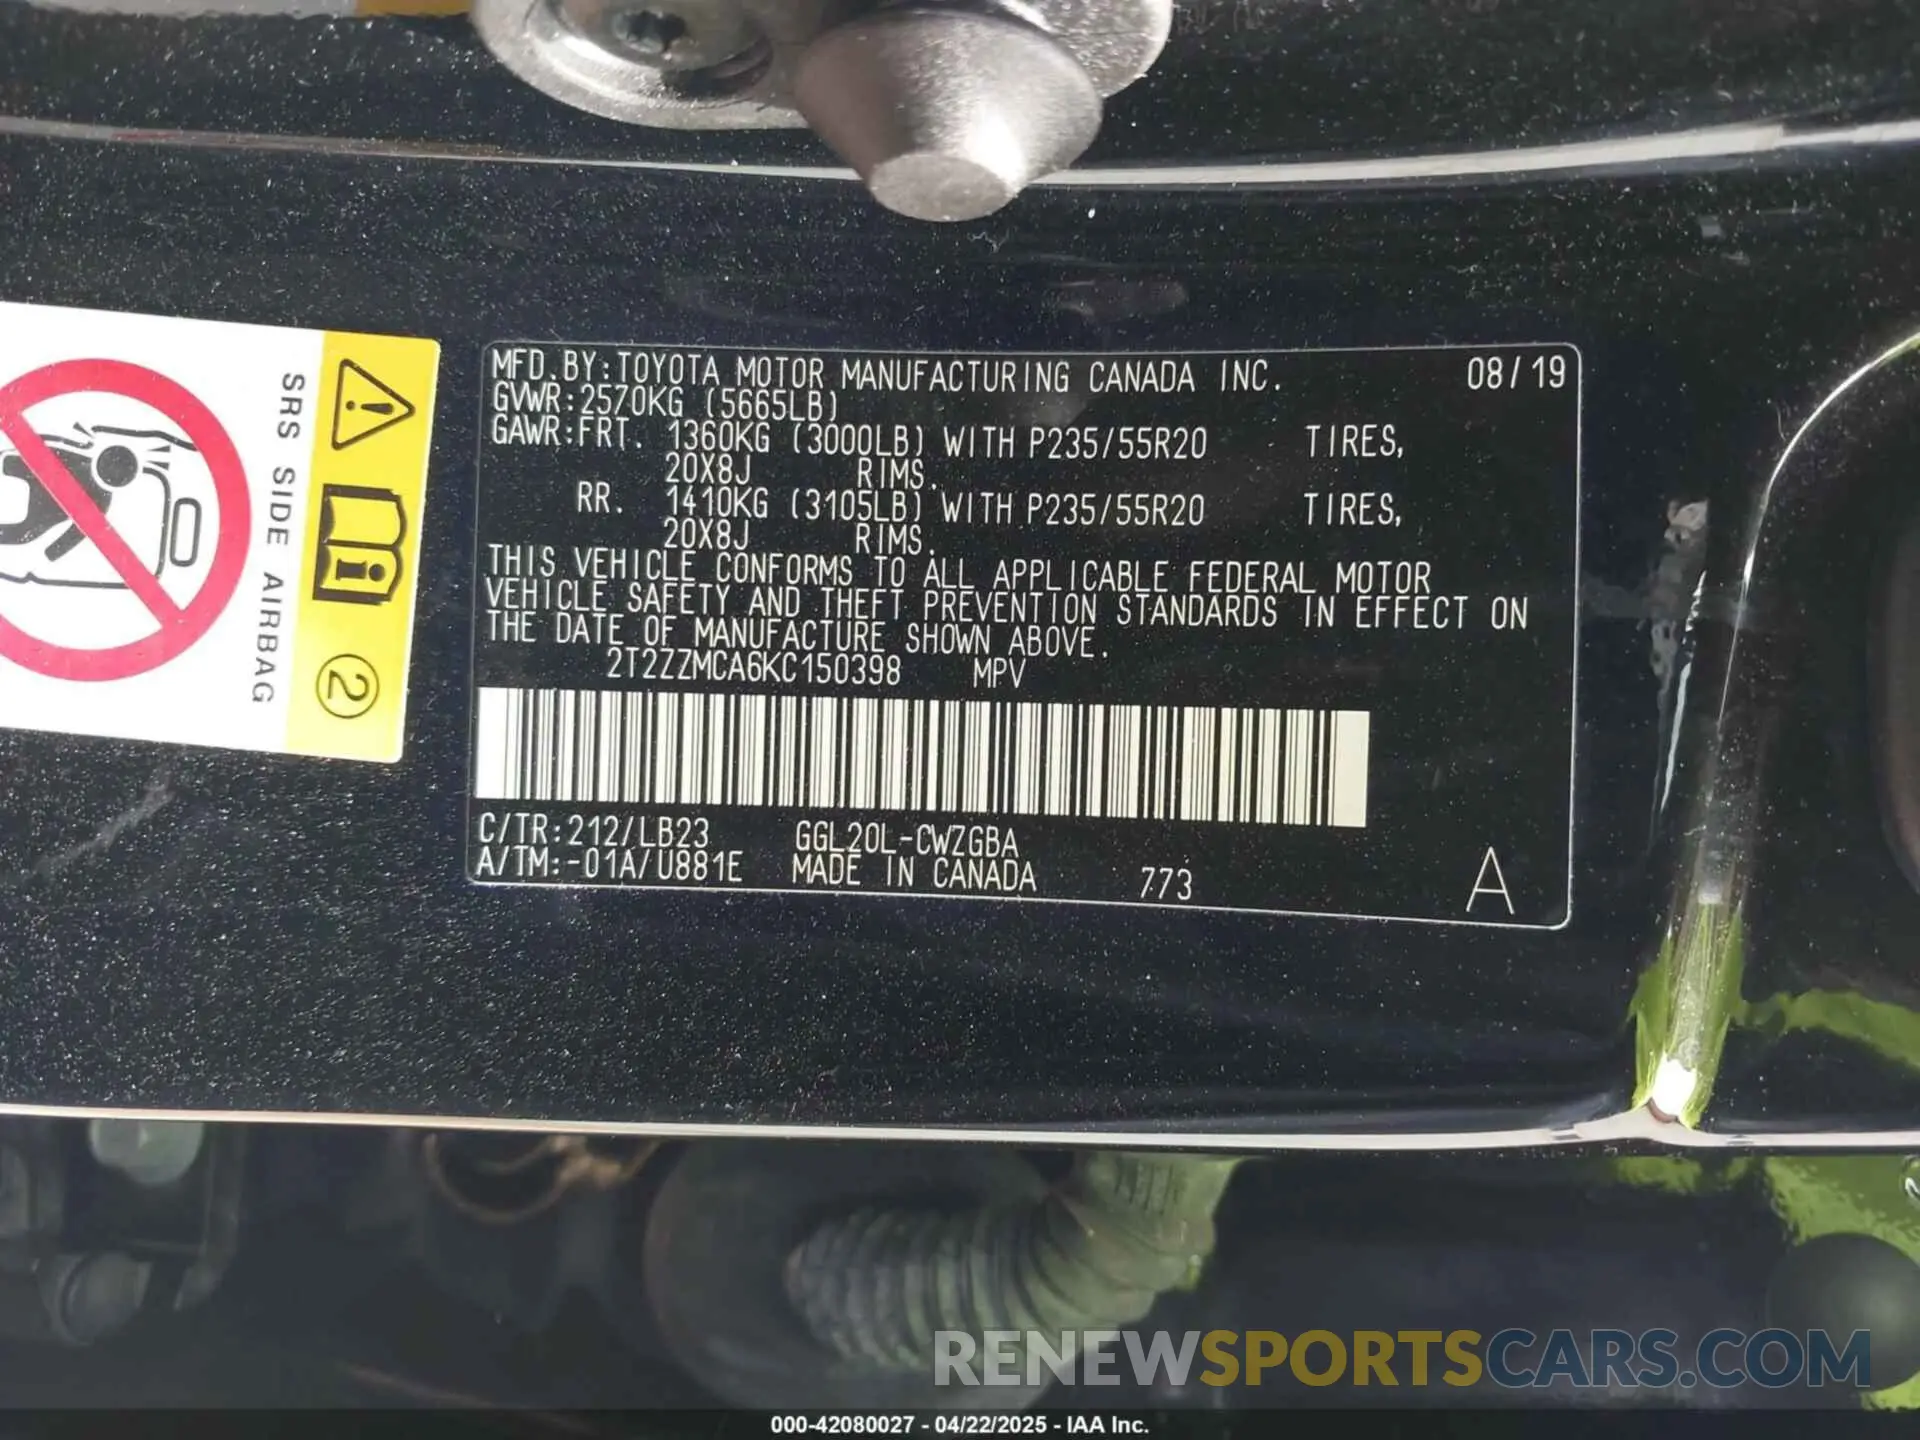 MFD.BY:TOYOTA MOTOR MANUFACTURING CANADA INC. 08/19
GVWR:2570KG (5665LB)
GAWR:FRT. 1360KG (3000LB) WITH P235/55R20 TIRES,
20X8J RIMS.
RR. 1410KG (3105LB) WITH P235/55R20 TIRES,
20X8J RIMS.
THIS VEHICLE CONFORMS TO ALL APPLICABLE FEDERAL MOTOR
VEHICLE SAFETY AND THEFT PREVENTION STANDARDS IN EFFECT ON
THE DATE OF MANUFACTURE SHOWN ABOVE.
2T2ZZMCA6KC150398 MPV
C/TR:212/LB23 GGL20L-CWZGBA
A/TM:-01A/U881E MADE IN CANADA 773 A
SRS SIDE AIRBAG
2
RENEWSPORTSCARS.COM
000-42080027 - 04/22/2025 - IAA Inc.